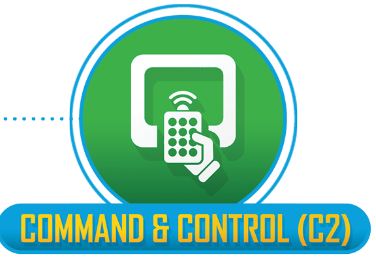 COMMAND & CONTROL (C2)